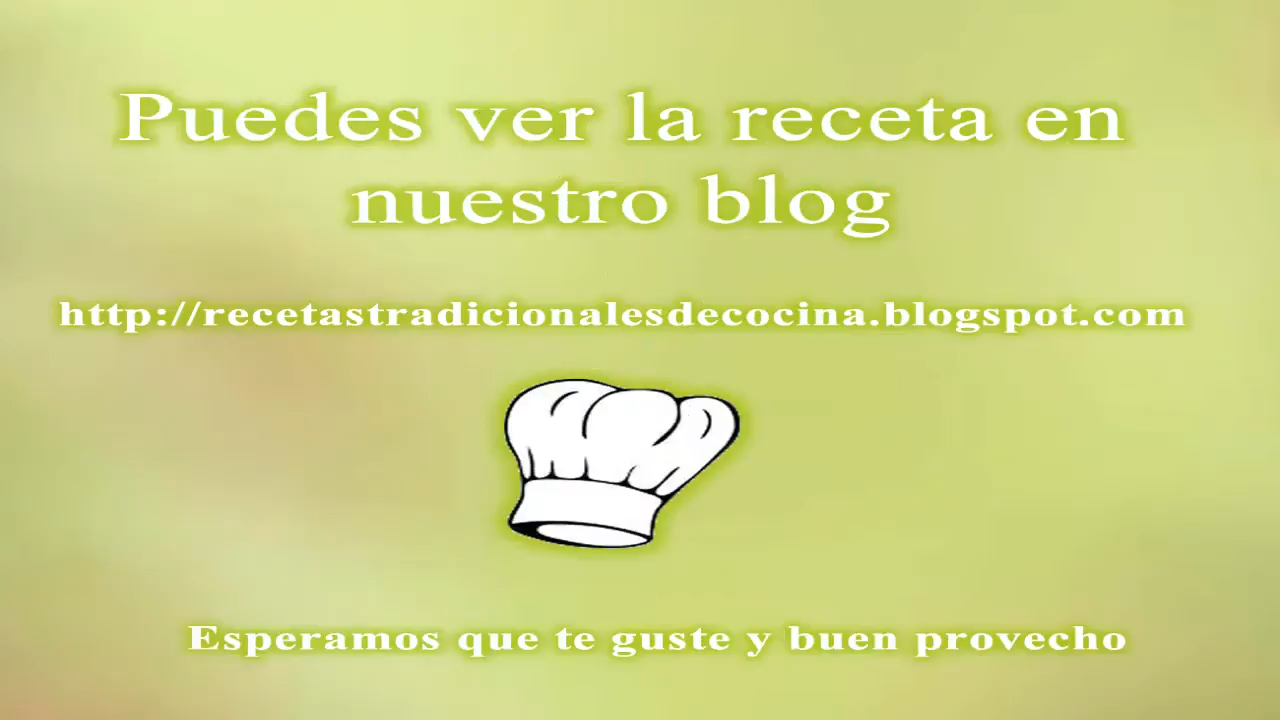 Puedes ver la receta en
nuestro blog
http://recetastradicionalesdecocina.blogspot.com
Esperamos que te guste y buen provecho